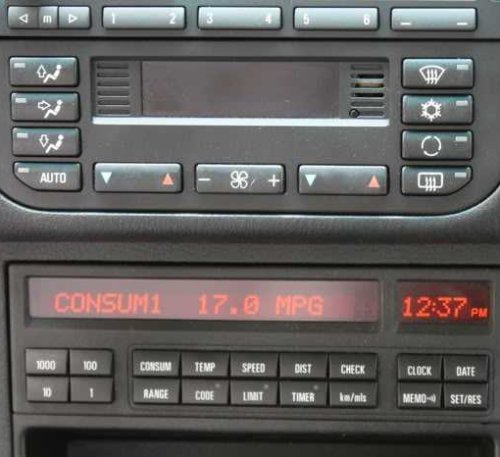 m 1 2 3 4 5 6
AUTO − +
CONSUM1 17.0 MPG 12:37 PM
1000 100 CONSUM TEMP SPEED DIST CHECK CLOCK DATE
10 1 RANGE CODE LIMIT TIMER km/mls MEMO SET/RES